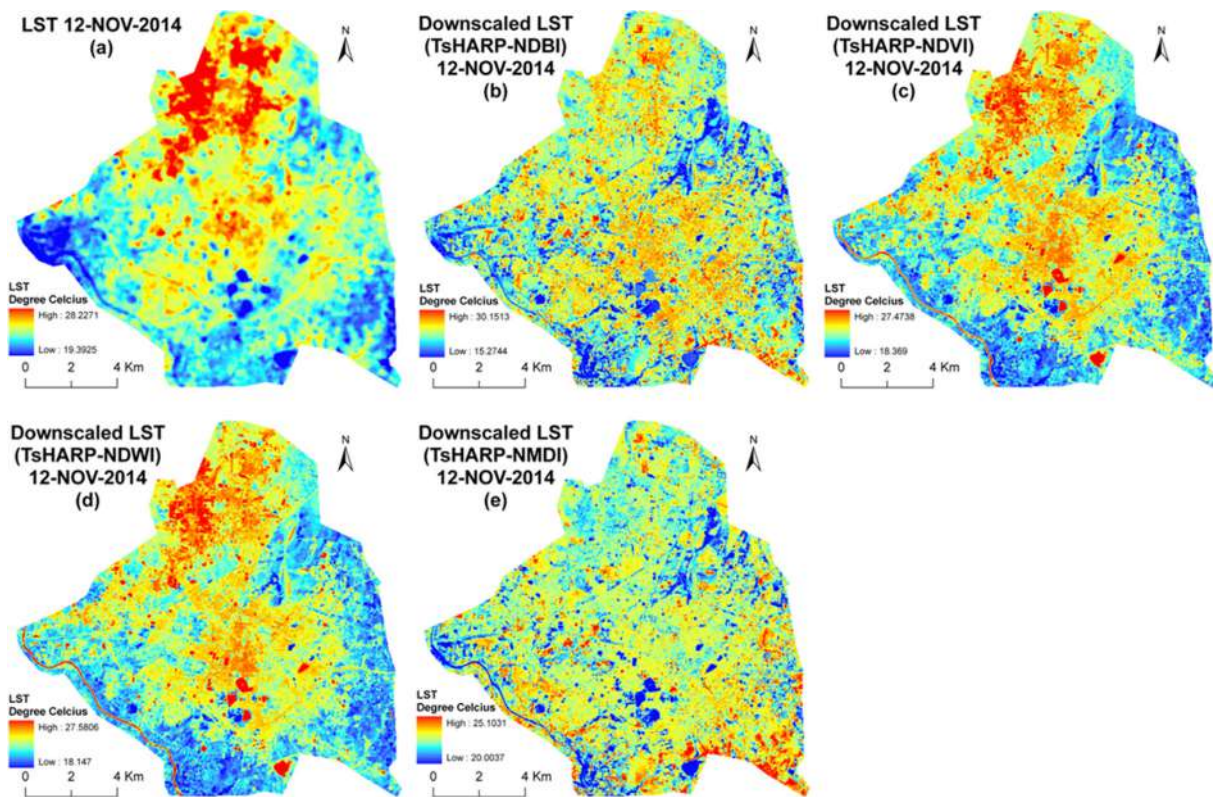 LST 12-NOV-2014
(a)
N
LST
Degree Celcius
High : 28.2271
Low : 19.3925
0 2 4 Km
Downscaled LST
(TsHARP-NDBI)
12-NOV-2014
(b)
N
LST
Degree Celcius
High : 30.1513
Low : 15.2744
0 2 4 Km
Downscaled LST
(TsHARP-NDVI)
12-NOV-2014
(c)
N
LST
Degree Celcius
High : 27.4738
Low : 18.369
0 2 4 Km
Downscaled LST
(TsHARP-NDWI)
12-NOV-2014
(d)
N
LST
Degree Celcius
High : 27.5806
Low : 18.147
0 2 4 Km
Downscaled LST
(TsHARP-NMDI)
12-NOV-2014
(e)
N
LST
Degree Celcius
High : 25.1031
Low : 20.0037
0 2 4 Km